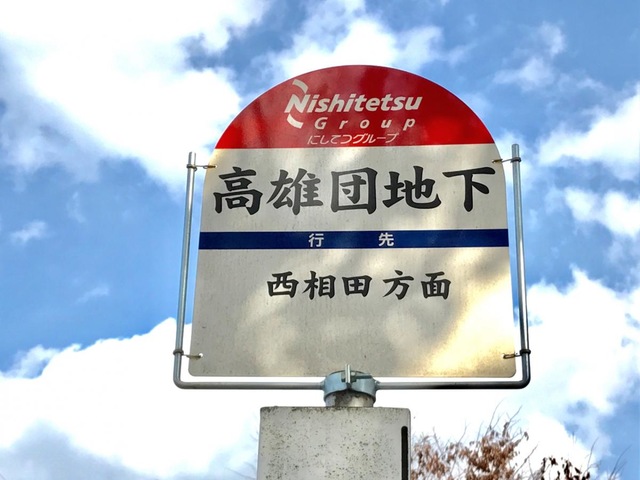 Nishitetsu
Group
にしてつグループ
高雄団地下
行先
西相田方面